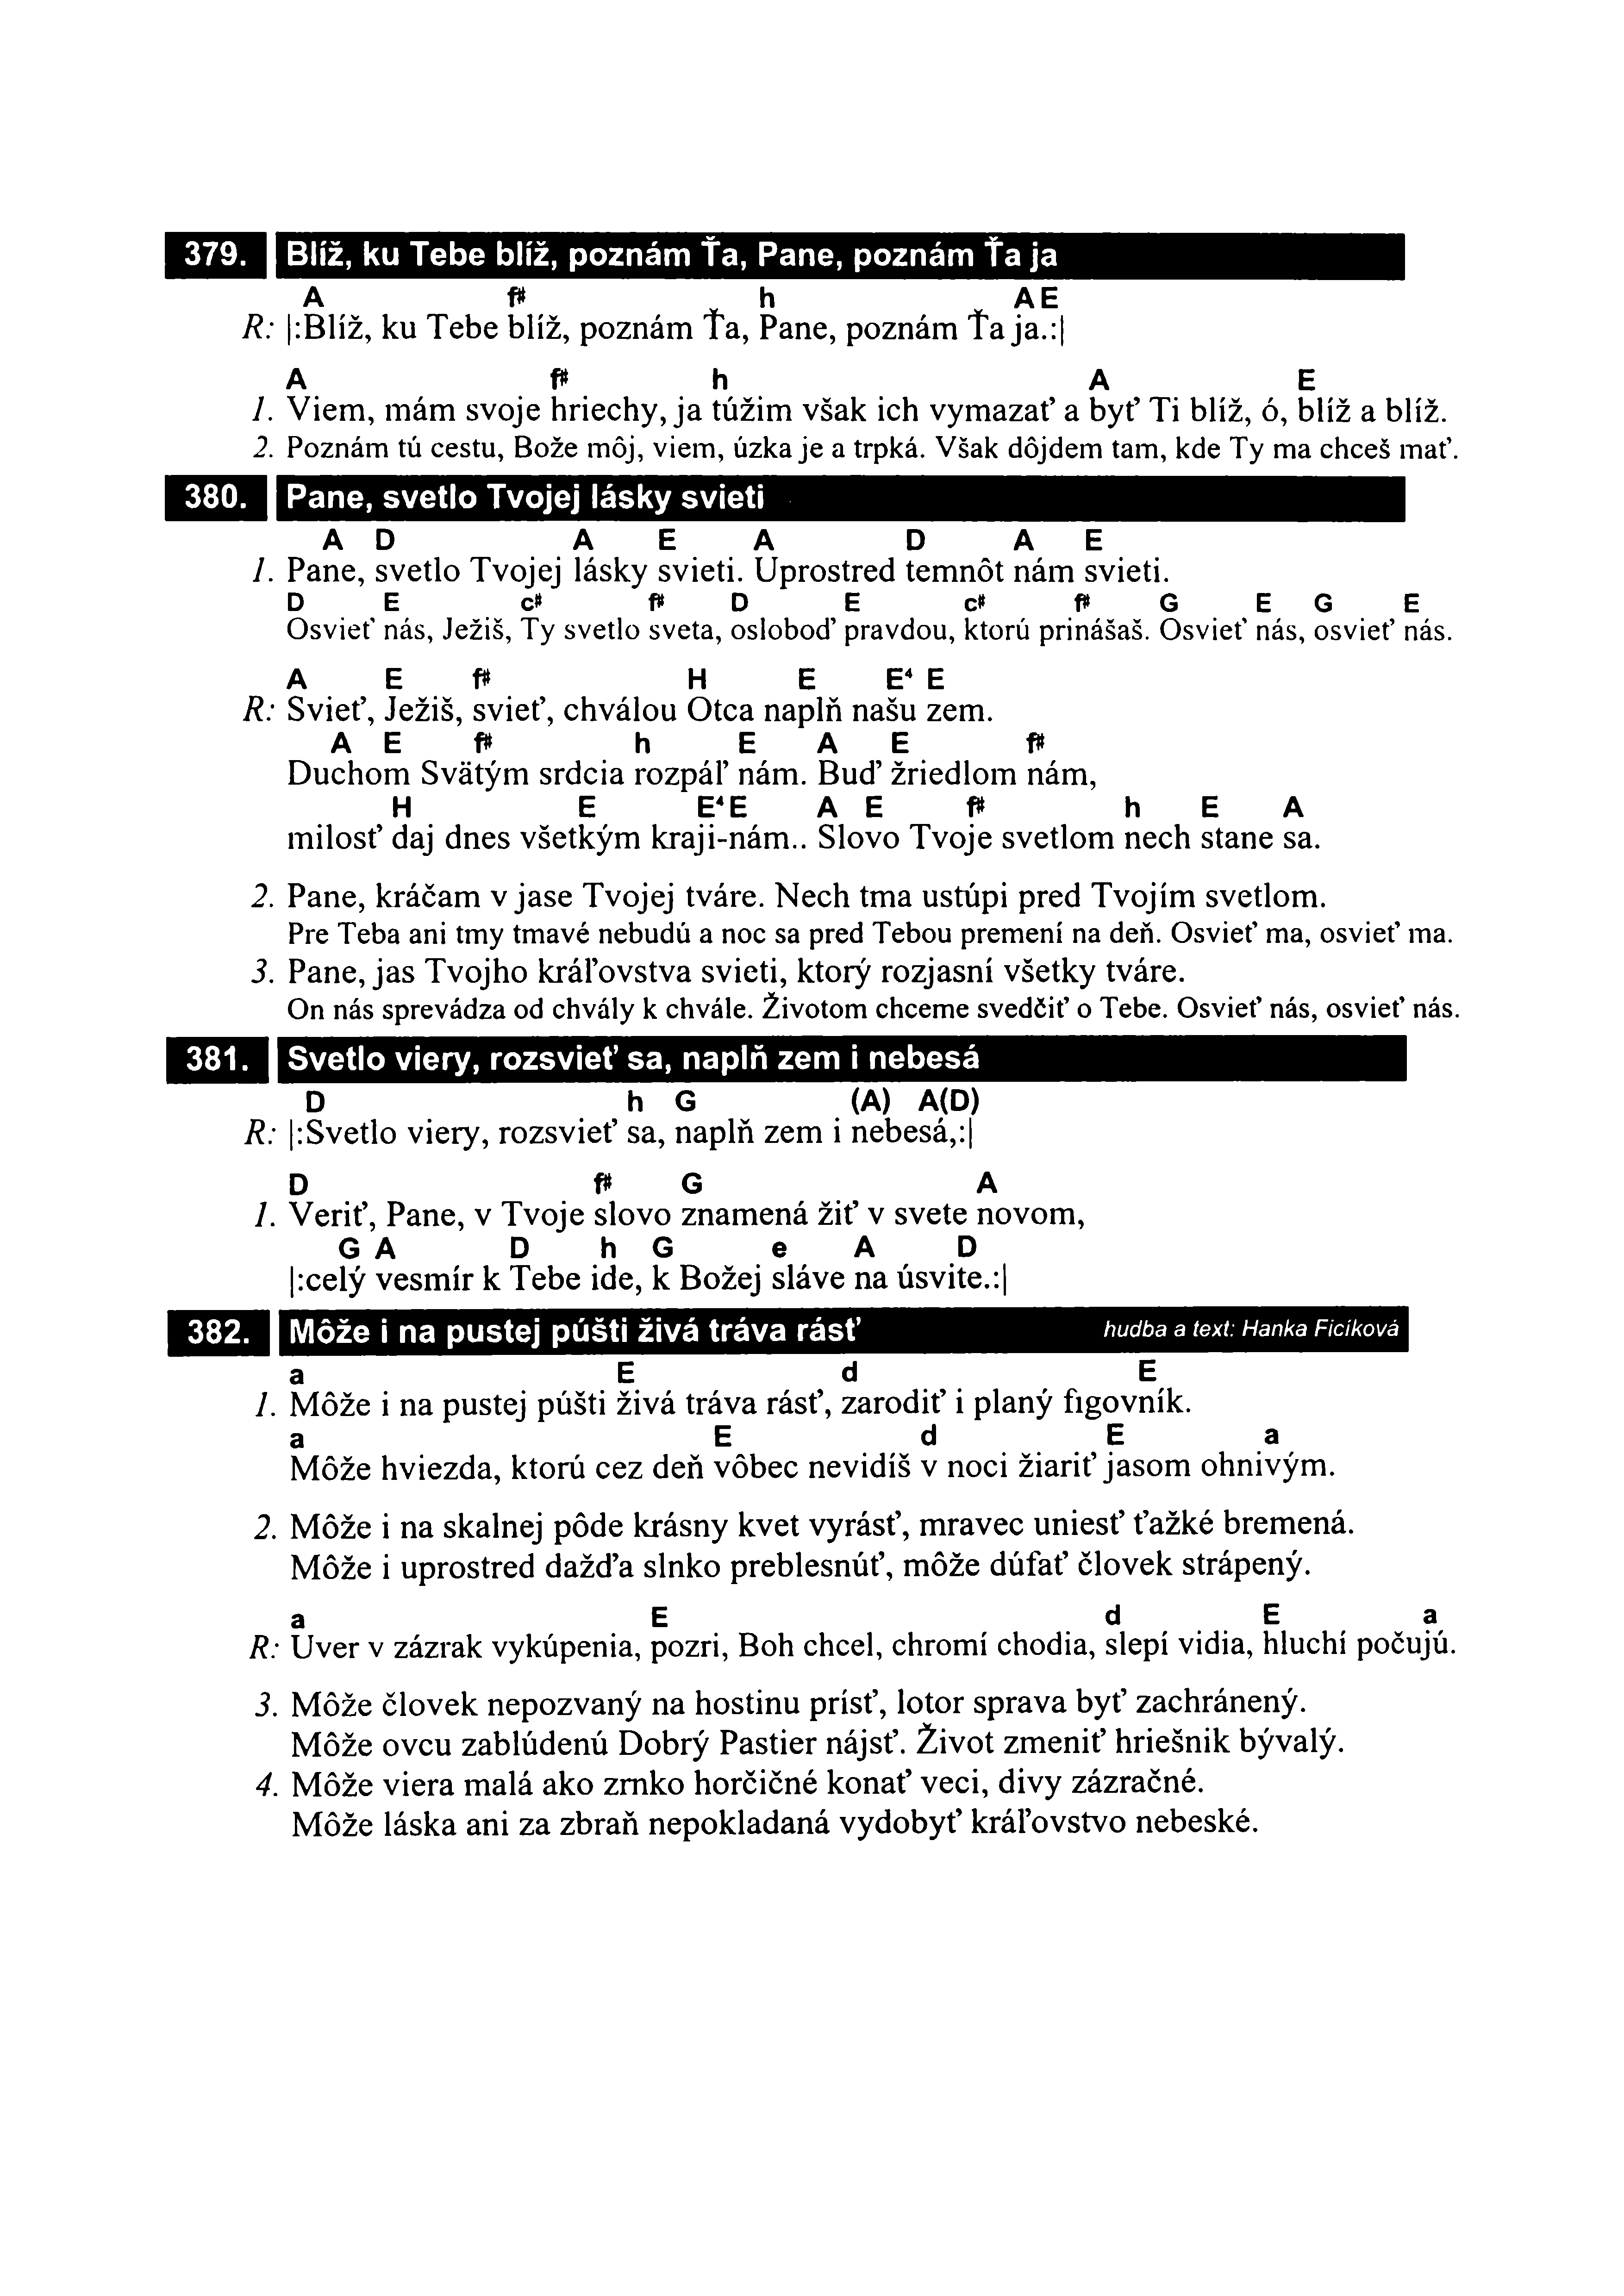 379. Blíž, ku Tebe blíž, poznám Ťa, Pane, poznám Ťa ja
A f# h A E
R: |:Blíž, ku Tebe blíž, poznám Ťa, Pane, poznám Ťa ja.:|
A f# h A E
1. Viem, mám svoje hriechy, ja túžim však ich vymazať a byť Ti blíž, ó, blíž a blíž.
2. Poznám tú cestu, Bože môj, viem, úzka je a trpká. Však dôjdem tam, kde Ty ma chceš mať.
380. Pane, svetlo Tvojej lásky svieti
A D A E A D A E
1. Pane, svetlo Tvojej lásky svieti. Uprostred temnôt nám svieti.
D E c# f# D E c# f# G E G E
Osvieť nás, Ježiš, Ty svetlo sveta, osloboď pravdou, ktorú prinášaš. Osvieť nás, osvieť nás.
A E f# H E E4 E
R: Svieť, Ježiš, svieť, chválou Otca naplň našu zem.
A E f# h E A E f#
Duchom Svätým srdcia rozpáľ nám. Buď žriedlom nám,
H E E4 E A E f# h E A
milosť daj dnes všetkým kraji-nám.. Slovo Tvoje svetlom nech stane sa.
2. Pane, kráčam v jase Tvojej tváre. Nech tma ustúpi pred Tvojím svetlom.
Pre Teba ani tmy tmavé nebudú a noc sa pred Tebou premení na deň. Osvieť ma, osvieť ma.
3. Pane, jas Tvojho kráľovstva svieti, ktorý rozjasní všetky tváre.
On nás sprevádza od chvály k chvále. Životom chceme svedčiť o Tebe. Osvieť nás, osvieť nás.
381. Svetlo viery, rozsvieť sa, naplň zem i nebesá
D h G (A) A(D)
R: |:Svetlo viery, rozsvieť sa, naplň zem i nebesá,:|
D f# G A
1. Veriť, Pane, v Tvoje slovo znamená žiť v svete novom,
G A D h G e A D
|:celý vesmír k Tebe ide, k Božej sláve na úsvite.:|
382. Môže i na pustej púšti živá tráva rásť hudba a text: Hanka Ficíková
a E d E
1. Môže i na pustej púšti živá tráva rásť, zarodiť i planý figovník.
a E d E a
Môže hviezda, ktorú cez deň vôbec nevidíš v noci žiariť jasom ohnivým.
2. Môže i na skalnej pôde krásny kvet vyrásť, mravec uniesť ťažké bremená.
Môže i uprostred dažďa slnko preblesnúť, môže dúfať človek strápený.
a E d E a
R: Uver v zázrak vykúpenia, pozri, Boh chcel, chromí chodia, slepí vidia, hluchí počujú.
3. Môže človek nepozvaný na hostinu prísť, lotor sprava byť zachránený.
Môže ovcu zablúdenú Dobrý Pastier nájsť. Život zmeniť hriešnik bývalý.
4. Môže viera malá ako zrnko horčičné konať veci, divy zázračné.
Môže láska ani za zbraň nepokladaná vydobyť kráľovstvo nebeské.